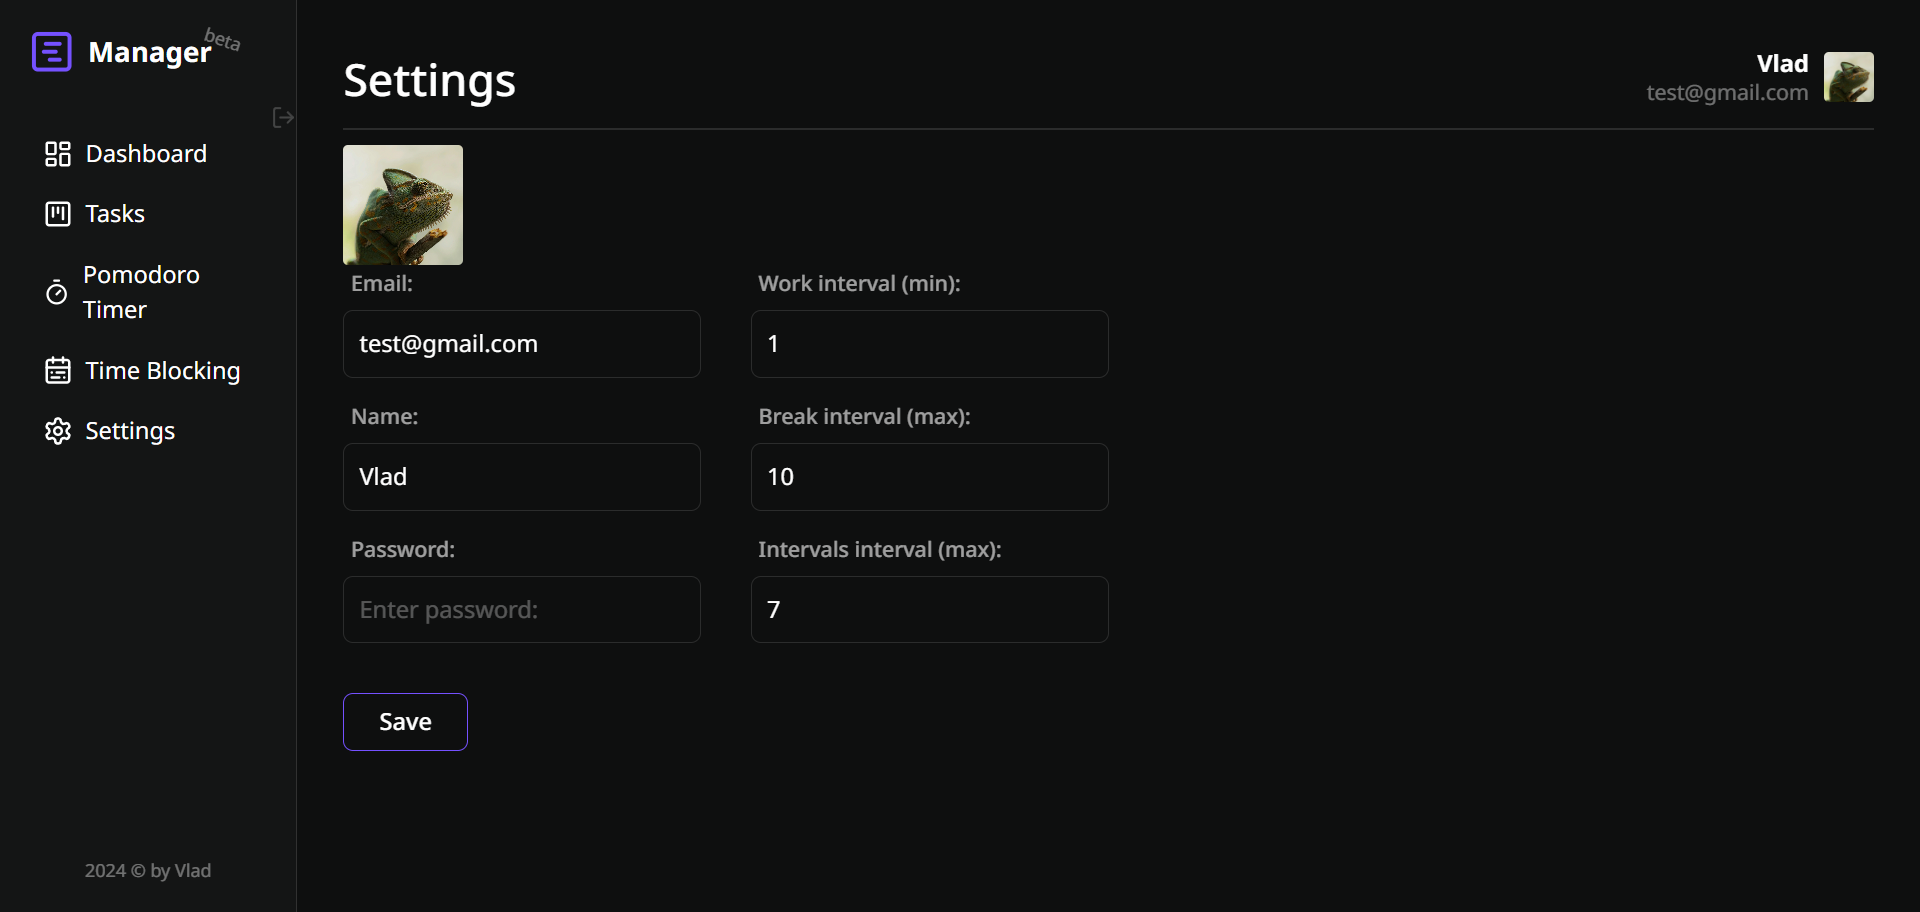 Manager
beta
Dashboard
Tasks
Pomodoro
Timer
Time Blocking
Settings
2024 © by Vlad
Settings
Vlad
test@gmail.com
Email:
test@gmail.com
Name:
Vlad
Password:
Enter password:
Work interval (min):
1
Break interval (max):
10
Intervals interval (max):
7
Save